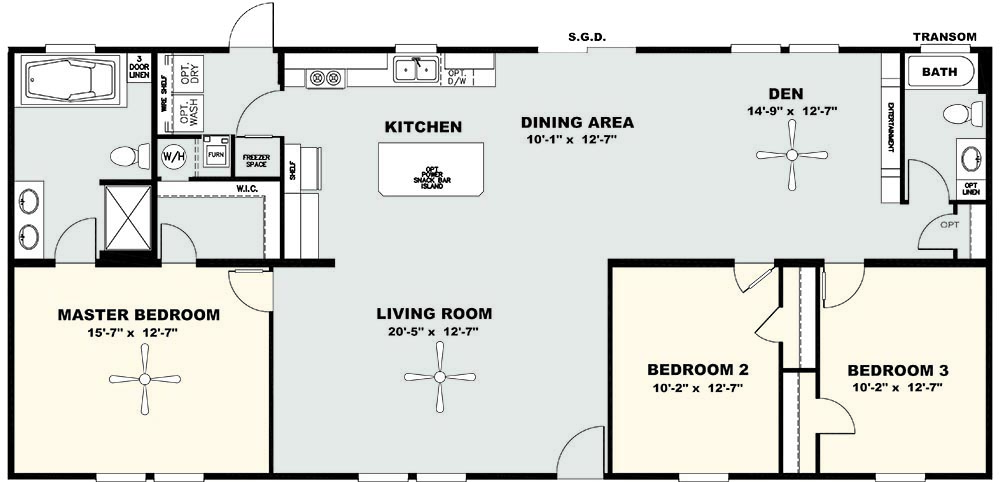 S.G.D.
TRANSOM
3
DOOR
LINEN
WIRE SHELF
OPT.
DRY
OPT.
WASH
OPT.
D/W
BATH
DEN
14'-9" x 12'-7"
ENTERTAINMENT
KITCHEN
DINING AREA
10'-1" x 12'-7"
W/H
FURN
FREEZER
SPACE
SHELF
OPT.
POWER
SNACK BAR
ISLAND
OPT
LINEN
W.I.C.
OPT
MASTER BEDROOM
15'-7" x 12'-7"
LIVING ROOM
20'-5" x 12'-7"
BEDROOM 2
10'-2" x 12'-7"
BEDROOM 3
10'-2" x 12'-7"